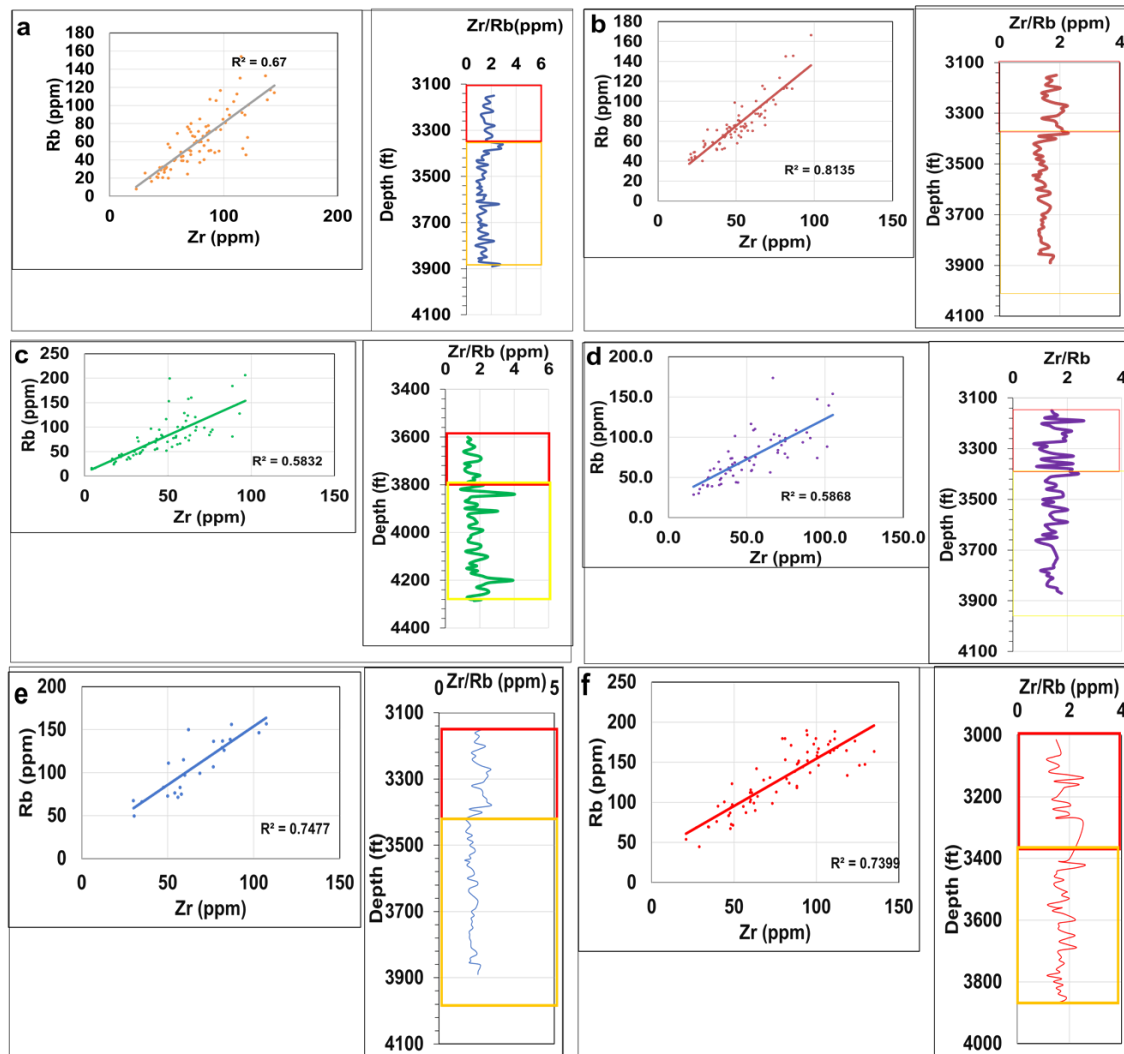 a
180
160
140
120
100
80
60
40
20
0
Rb (ppm)
R² = 0.67
0 100 200
Zr (ppm)
Zr/Rb(ppm)
0 2 4 6
3100
3300
3500
3700
3900
4100
Depth (ft)
b
180
160
140
120
100
80
60
40
20
0
Rb (ppm)
R² = 0.8135
0 50 100 150
Zr (ppm)
Zr/Rb (ppm)
0 2 4
3100
3300
3500
3700
3900
4100
Depth (ft)
c
250
200
150
100
50
0
Rb (ppm)
R² = 0.5832
0 50 100 150
Zr (ppm)
Zr/Rb (ppm)
0 2 4 6
3400
3600
3800
4000
4200
4400
Depth (ft)
d
200.0
150.0
100.0
50.0
0.0
Rb (ppm)
R² = 0.5868
0.0 50.0 100.0 150.0
Zr (ppm)
Zr/Rb
0 2 4
3100
3300
3500
3700
3900
4100
Depth (ft)
e
200
150
100
50
0
Rb (ppm)
R² = 0.7477
0 50 100 150
Zr (ppm)
Zr/Rb (ppm)
0 5
3100
3300
3500
3700
3900
4100
Depth (ft)
f
250
200
150
100
50
0
Rb (ppm)
R² = 0.7399
0 50 100 150
Zr (ppm)
Zr/Rb (ppm)
0 2 4
3000
3200
3400
3600
3800
4000
Depth (ft)